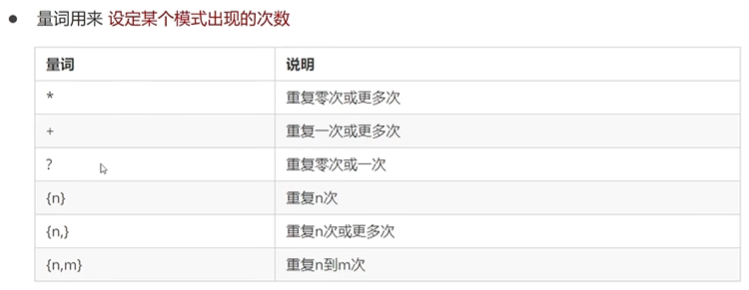 ● 量词用来 设定某个模式出现的次数
量词 说明
* 重复零次或更多次
+ 重复一次或更多次
? 重复零次或一次
{n} 重复n次
{n,} 重复n次或更多次
{n,m} 重复n到m次